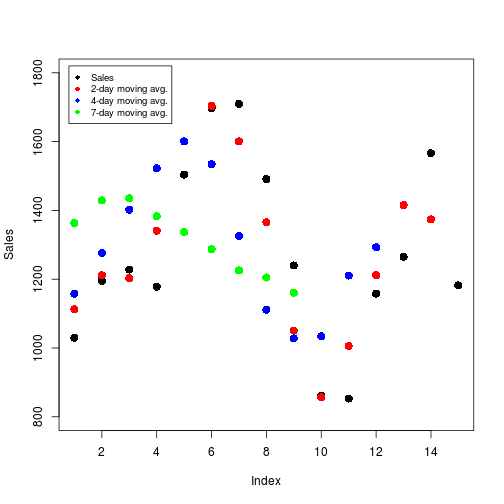 Sales
2-day moving avg.
4-day moving avg.
7-day moving avg.
1800
1600
1400
1200
1000
800
Sales
2 4 6 8 10 12 14
Index